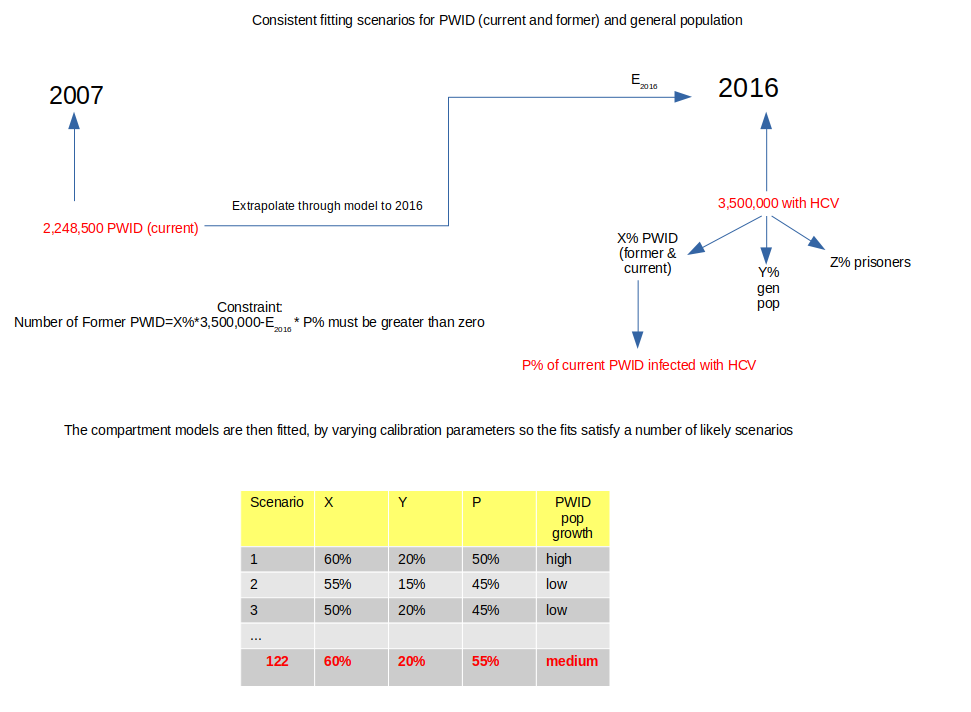 Consistent fitting scenarios for PWID (current and former) and general population
2007
E2016
2016
Extrapolate through model to 2016
2,248,500 PWID (current)
3,500,000 with HCV
X% PWID
(former &
current)
Y%
gen
pop
Z% prisoners
Constraint:
Number of Former PWID=X%*3,500,000-E2016 * P% must be greater than zero
P% of current PWID infected with HCV
The compartment models are then fitted, by varying calibration parameters so the fits satisfy a number of likely scenarios
Scenario X Y P PWID
pop
growth
1 60% 20% 50% high
2 55% 15% 45% low
3 50% 20% 45% low
...
122 60% 20% 55% medium